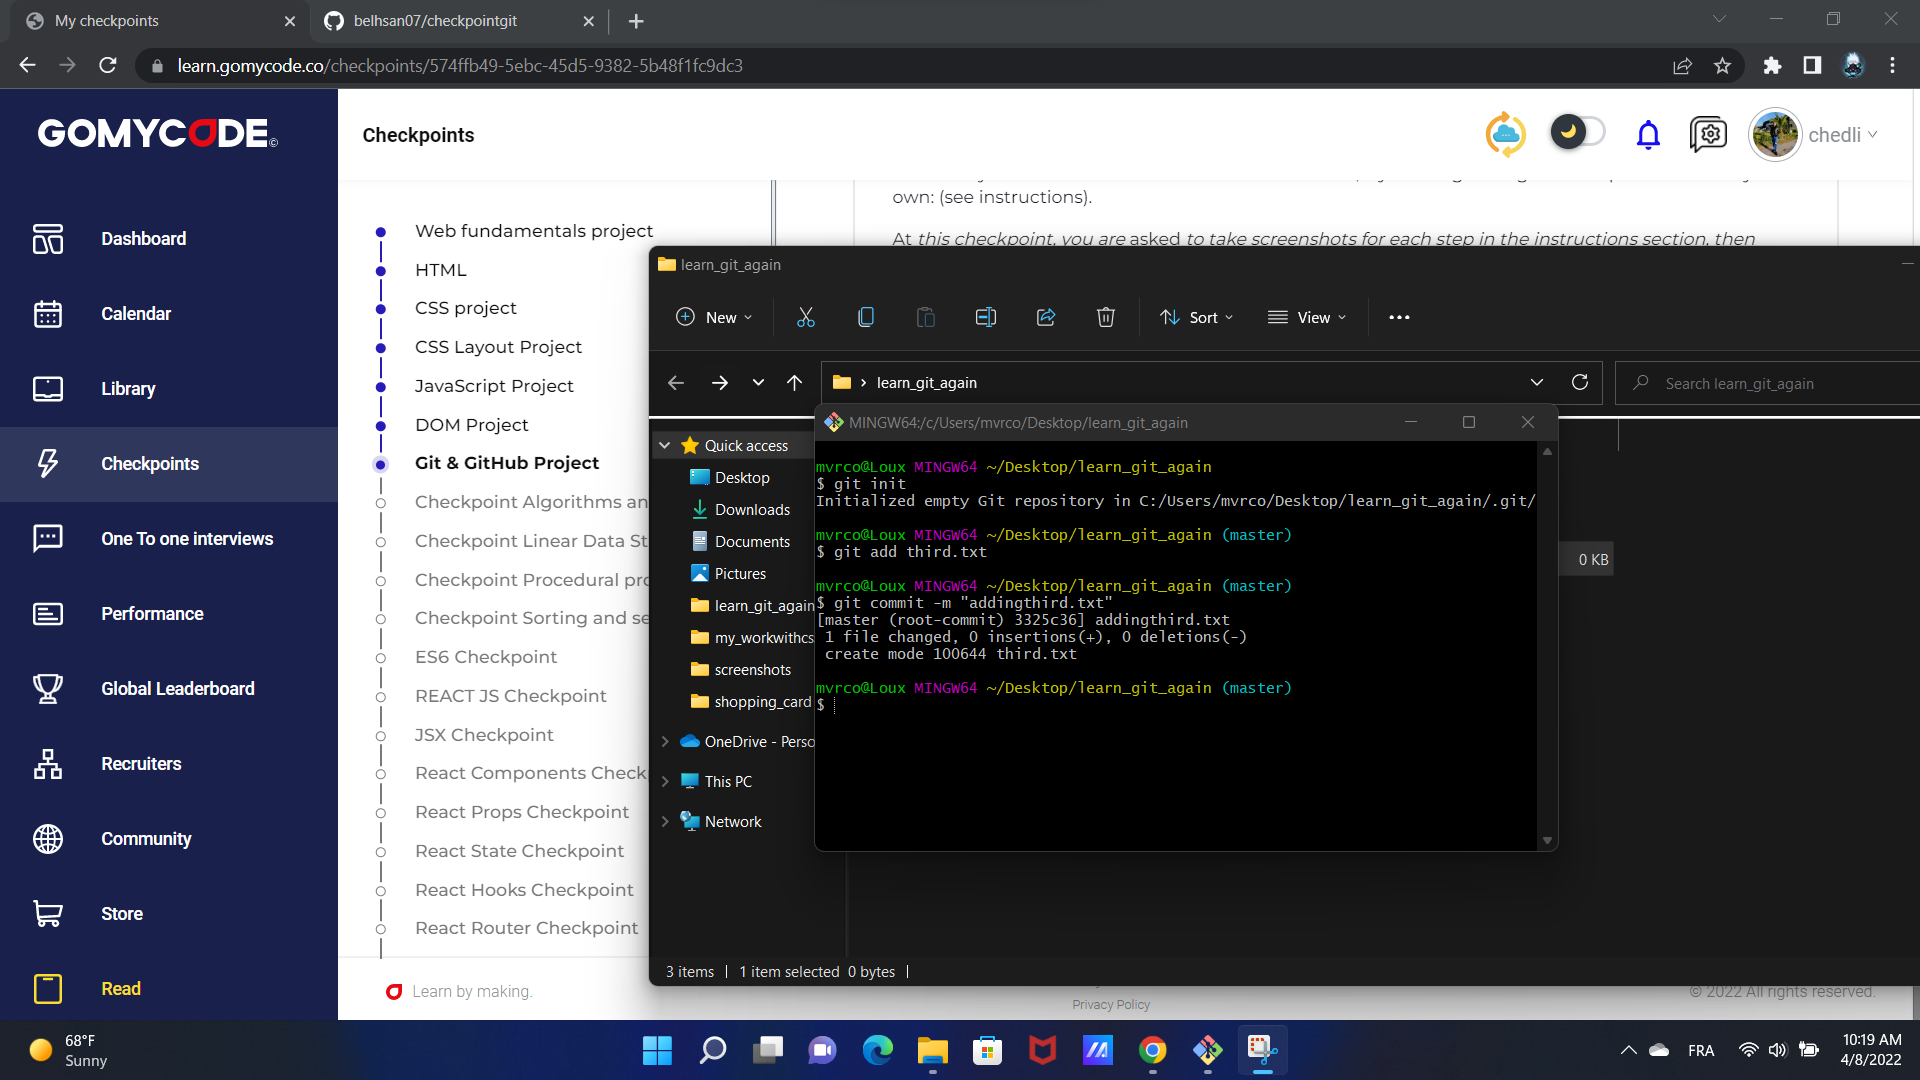 My checkpoints
belhsan07/checkpointgit
learn.gomycode.co/checkpoints/574ffb49-5ebc-45d5-9382-5b48f1fc9dc3
GOMYCODE©
Dashboard
Calendar
Library
Checkpoints
One To one interviews
Performance
Global Leaderboard
Recruiters
Community
Store
Read
Checkpoints
chedli
Web fundamentals project
HTML
CSS project
CSS Layout Project
JavaScript Project
DOM Project
Git & GitHub Project
Checkpoint Algorithms an
Checkpoint Linear Data St
Checkpoint Procedural pro
Checkpoint Sorting and se
ES6 Checkpoint
REACT JS Checkpoint
JSX Checkpoint
React Components Check
React Props Checkpoint
React State Checkpoint
React Hooks Checkpoint
React Router Checkpoint
own: (see instructions).
At this checkpoint, you are asked to take screenshots for each step in the instructions section, then
learn_git_again
New
Sort
View
learn_git_again
Search learn_git_again
Quick access
Desktop
Downloads
Documents
Pictures
learn_git_again
my_workwithcs
screenshots
shopping_card
OneDrive - Perso
This PC
Network
0 KB
3 items
1 item selected 0 bytes
MINGW64:/c/Users/mvrco/Desktop/learn_git_again
mvrco@Loux MINGW64 ~/Desktop/learn_git_again
$ git init
Initialized empty Git repository in C:/Users/mvrco/Desktop/learn_git_again/.git/
mvrco@Loux MINGW64 ~/Desktop/learn_git_again (master)
$ git add third.txt
mvrco@Loux MINGW64 ~/Desktop/learn_git_again (master)
$ git commit -m "addingthird.txt"
[master (root-commit) 3325c36] addingthird.txt
1 file changed, 0 insertions(+), 0 deletions(-)
create mode 100644 third.txt
mvrco@Loux MINGW64 ~/Desktop/learn_git_again (master)
$
Learn by making.
Privacy Policy
© 2022 All rights reserved.
68°F
Sunny
FRA
10:19 AM
4/8/2022